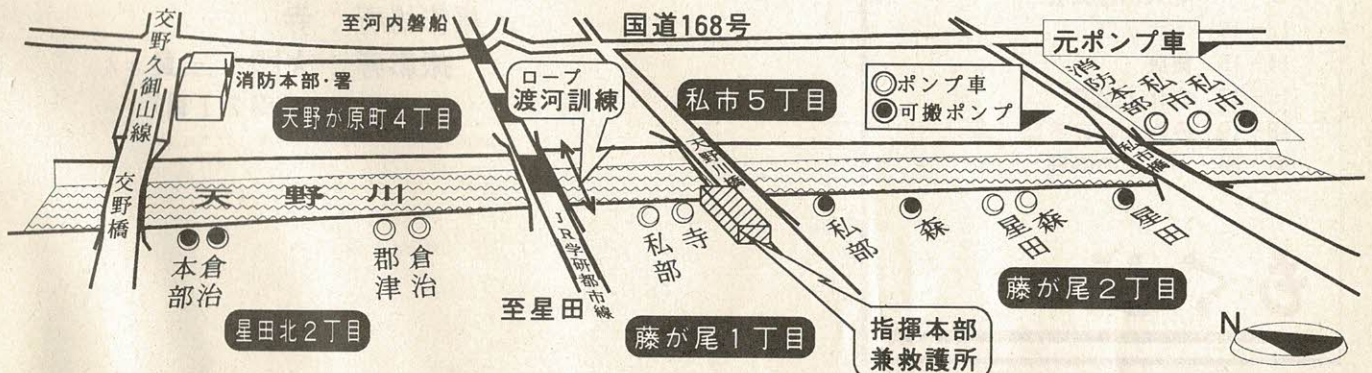 至河内磐船
国道168号
交野久御山線
消防本部・署
天野が原町4丁目
ロープ
渡河訓練
私市5丁目
◎ポンプ車
●可搬ポンプ
元ポンプ車
消防本部
私市
私市
交野橋
天野川
天野川橋
私市橋
本部
倉治
郡津
倉治
JR学研都市線
私部
寺
私部
森
星田
森
星田
至星田
星田北2丁目
藤が尾1丁目
指揮本部
兼救護所
藤が尾2丁目
N